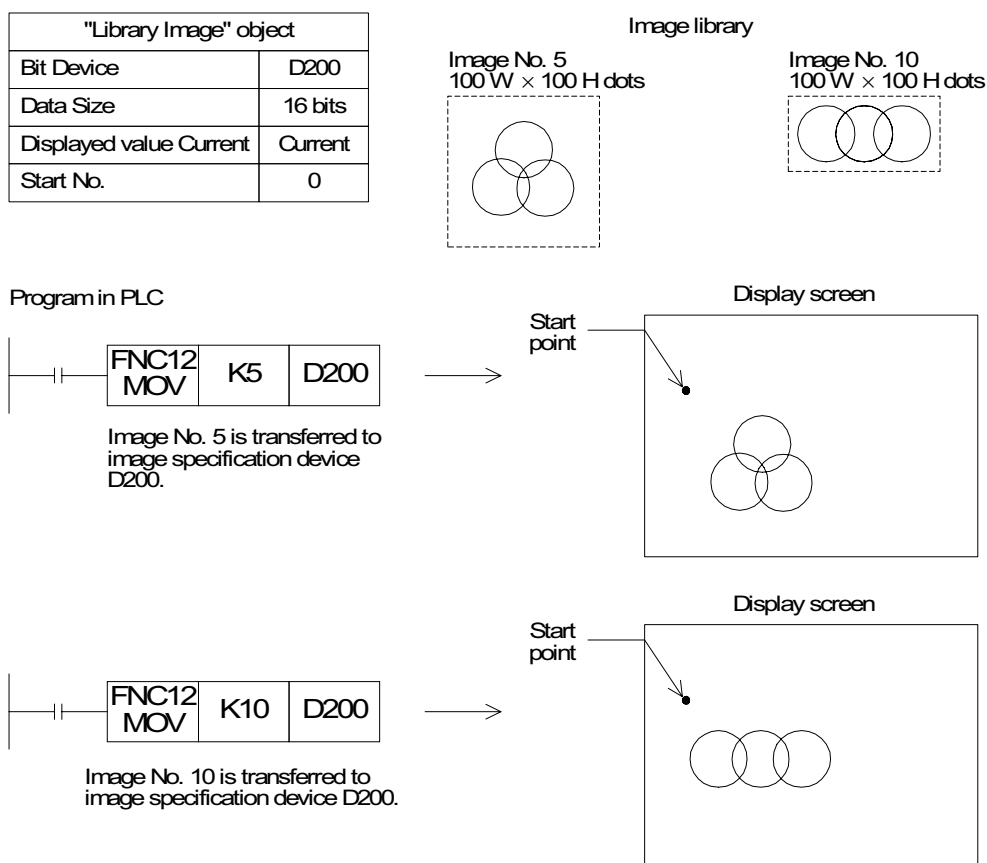 "Library Image" object
Bit Device D200
Data Size 16 bits
Displayed value Current Current
Start No. 0
Image library
Image No. 5
100 W × 100 H dots
Image No. 10
100 W × 100 H dots
Program in PLC
FNC12
MOV
K5
D200
Image No. 5 is transferred to
image specification device
D200.
Display screen
Start
point
FNC12
MOV
K10
D200
Image No. 10 is transferred to
image specification device D200.
Display screen
Start
point